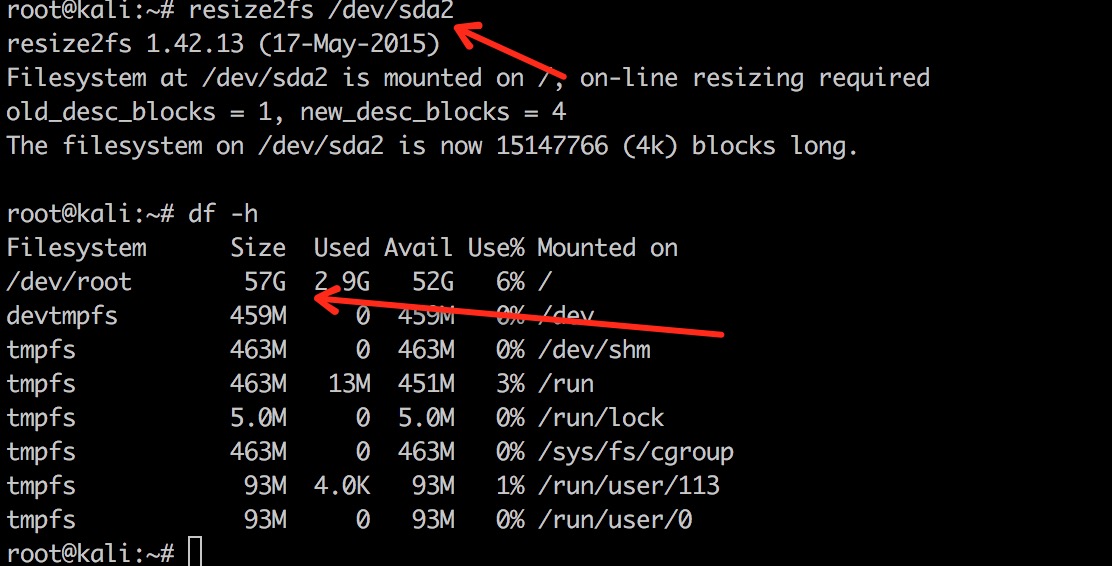 root@kali:~# resize2fs /dev/sda2
resize2fs 1.42.13 (17-May-2015)
Filesystem at /dev/sda2 is mounted on /, on-line resizing required
old_desc_blocks = 1, new_desc_blocks = 4
The filesystem on /dev/sda2 is now 15147766 (4k) blocks long.
root@kali:~# df -h
Filesystem Size Used Avail Use% Mounted on
/dev/root 57G 2.9G 52G 6% /
devtmpfs 459M 0 459M 0% /dev
tmpfs 463M 0 463M 0% /dev/shm
tmpfs 463M 13M 451M 3% /run
tmpfs 5.0M 0 5.0M 0% /run/lock
tmpfs 463M 0 463M 0% /sys/fs/cgroup
tmpfs 93M 4.0K 93M 1% /run/user/113
tmpfs 93M 0 93M 0% /run/user/0
root@kali:~#